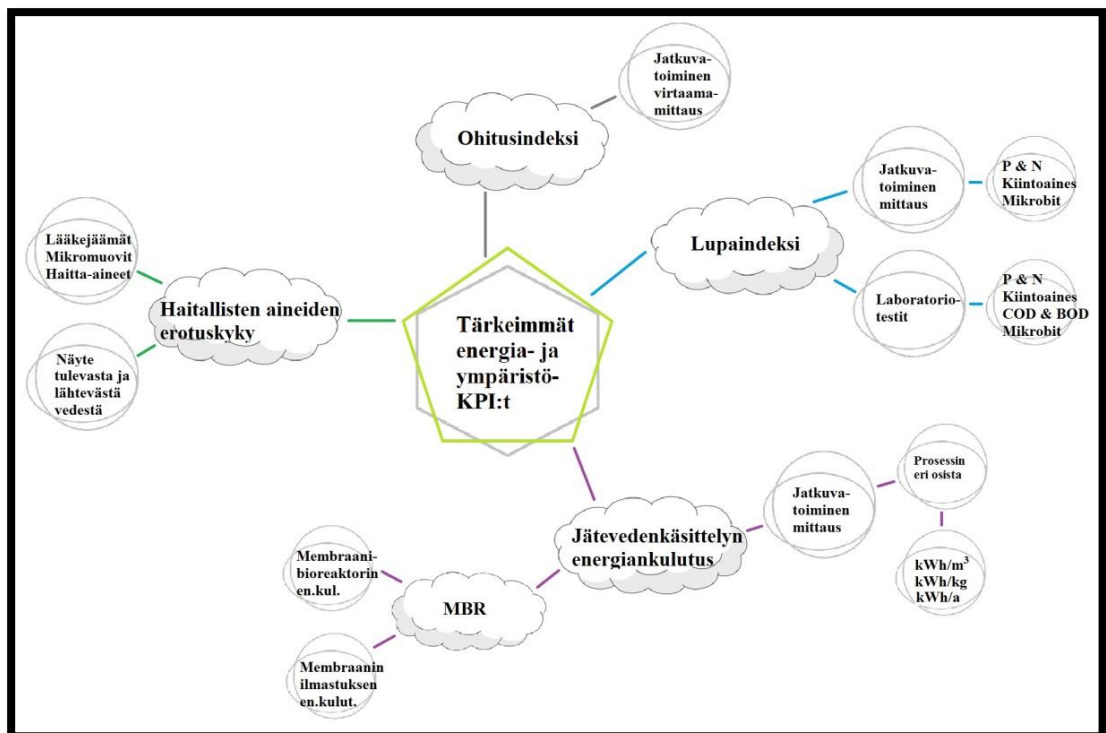 Jatkuva-
toiminen
virtaama-
mittaus
Ohitusindeksi
Jatkuva-
toiminen
mittaus
P & N
Kiintoaines
Mikrobit
Lupaindeksi
Laboratorio-
testit
P & N
Kiintoaines
COD & BOD
Mikrobit
Lääkejäämät
Mikromuovit
Haitta-aineet
Haitallisten aineiden
erotuskyky
Näyte
tulevasta ja
lähtevästä
vedestä
Tärkeimmät
energia- ja
ympäristö-
KPI:t
Jätevedenkäsittelyn
energiankulutus
Jatkuva-
toiminen
mittaus
Prosessin
eri osista
kWh/m³
kWh/kg
kWh/a
MBR
Membraani-
bioreaktorin
en.kul.
Membraanin
ilmastuksen
en.kulut.